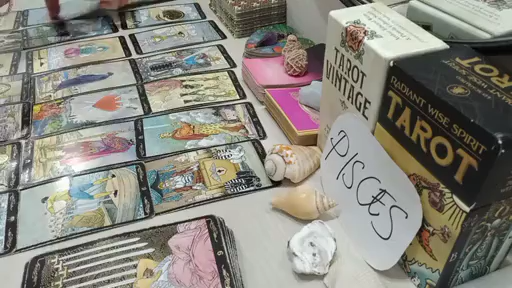 TAROT
VINTAGE
RADIANT WISE SPIRIT
TAROT
PISCES